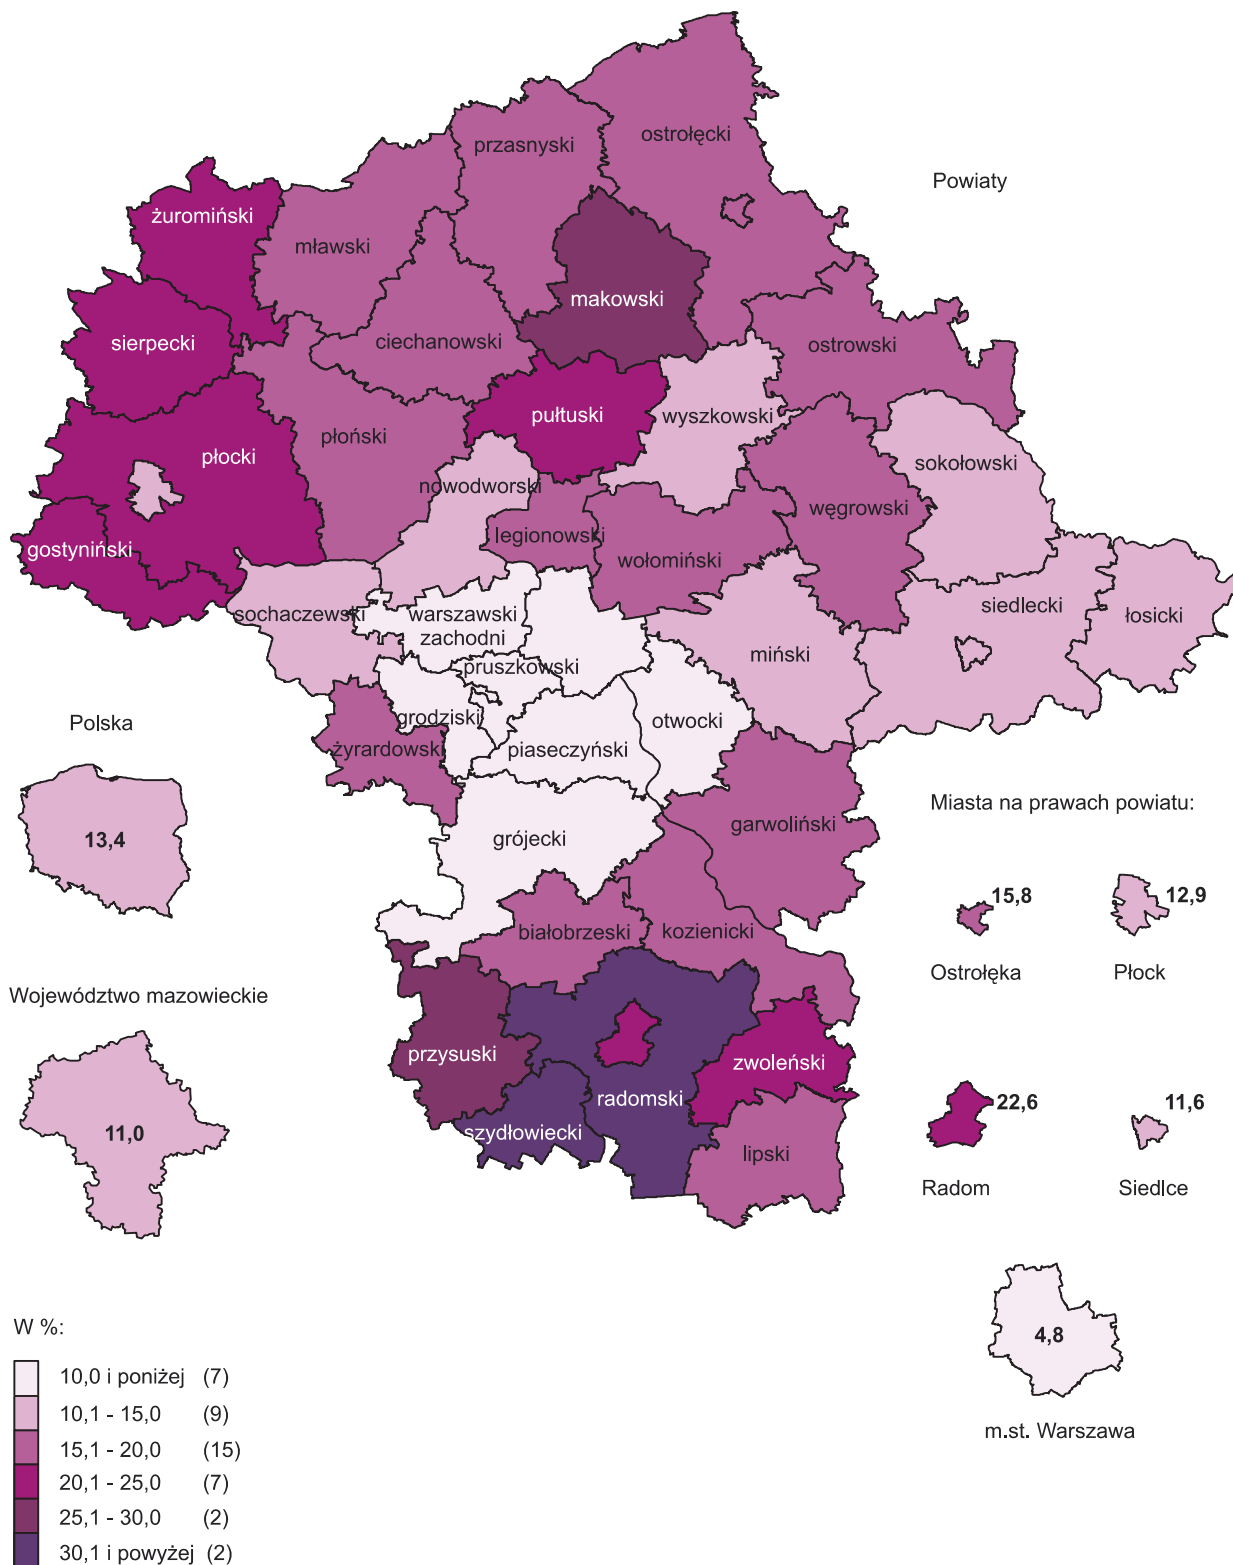 ostrołęcki
przasnyski
Powiaty
żuromiński
mławski
makowski
sierpecki
ciechanowski
ostrowski
pułtuski
wyszkowski
płoński
płocki
sokołowski
nowodworski
węgrowski
legionowski
gostyniński
wołomiński
siedlecki
sochaczewski
warszawski
zachodni
łosicki
miński
pruszkowski
grodziski
otwocki
Polska
żyrardowski
piaseczyński
Miasta na prawach powiatu:
garwoliński
13,4
grójecki
15,8
12,9
białobrzeski
kozienicki
Ostrołęka
Płock
Województwo mazowieckie
przysuski
zwoleński
radomski
22,6
11,6
11,0
szydłowiecki
lipski
Radom
Siedlce
W %:
4,8
10,0 i poniżej (7)
10,1 - 15,0 (9)
m.st. Warszawa
15,1 - 20,0 (15)
20,1 - 25,0 (7)
25,1 - 30,0 (2)
30,1 i powyżej (2)